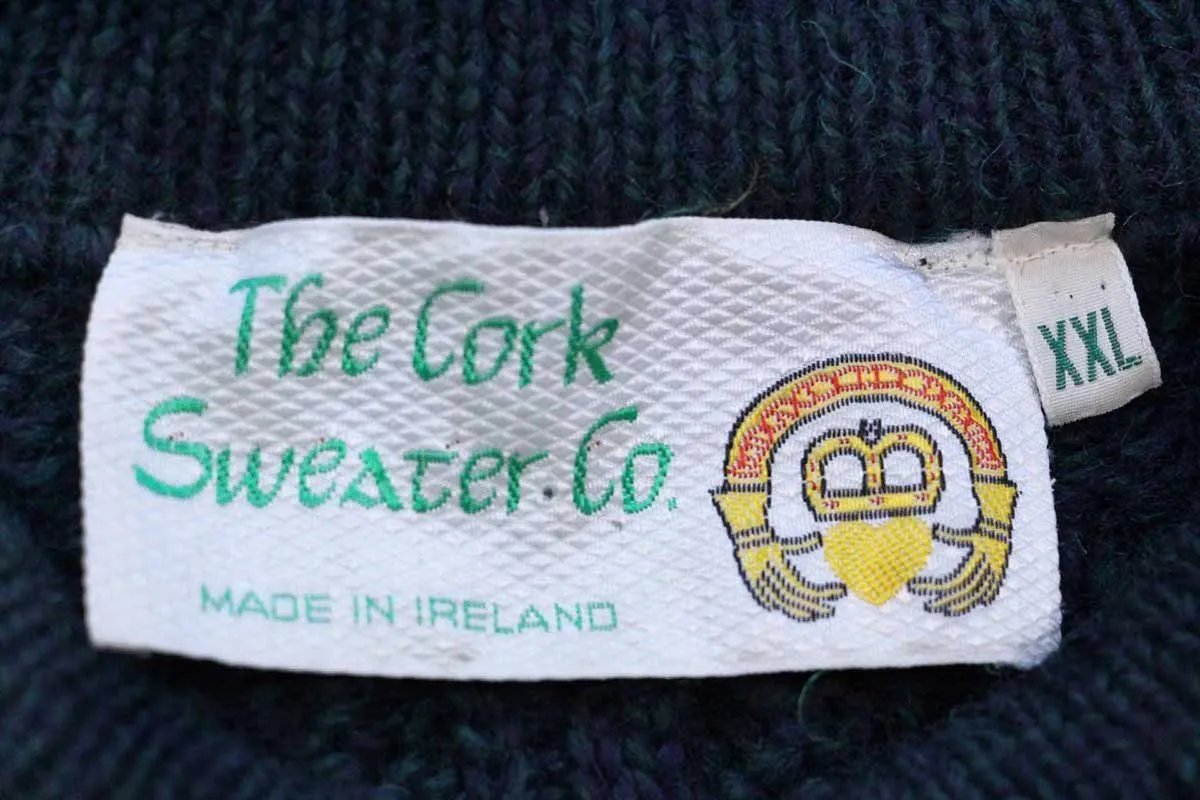 The Cork
Sweater Co.
MADE IN IRELAND
XXL